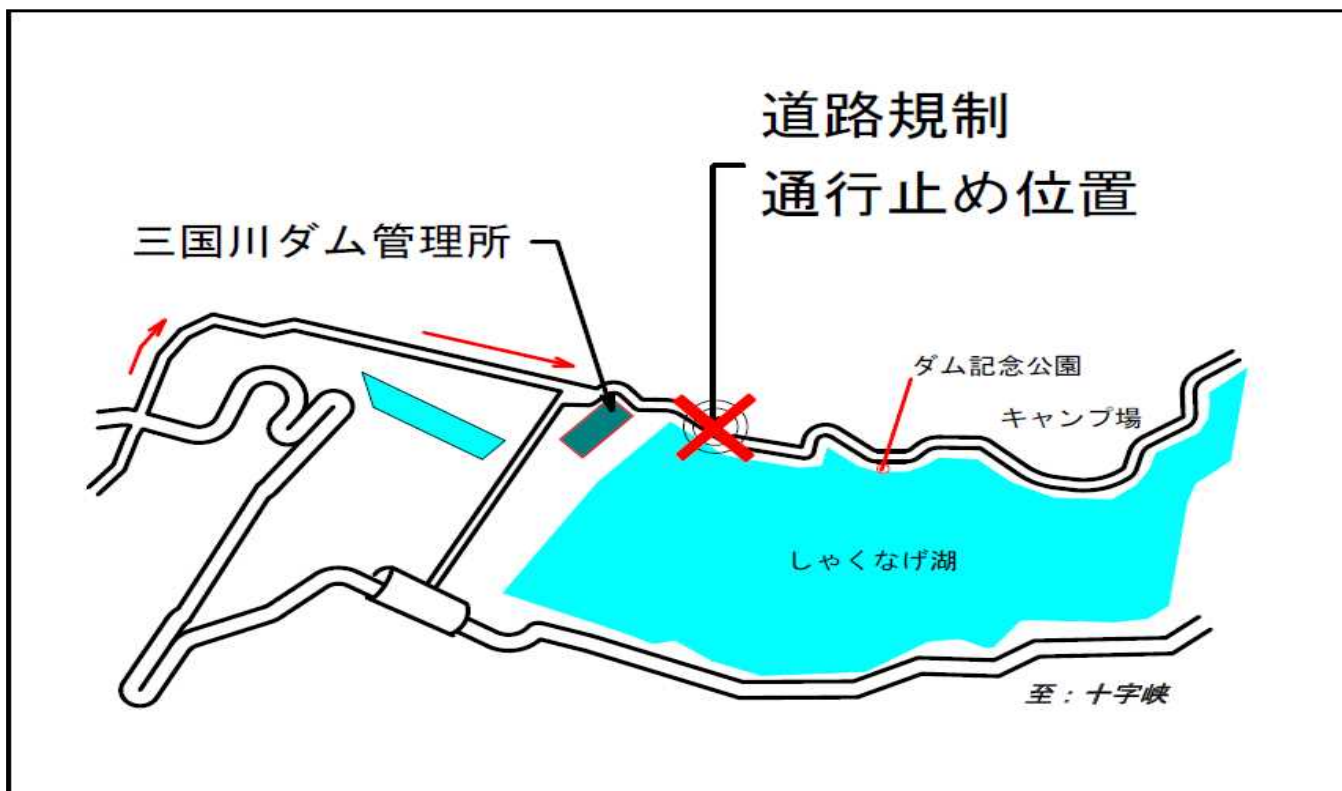 道路規制
通行止め位置
三国川ダム管理所
ダム記念公園
キャンプ場
しゃくなげ湖
至：十字峡